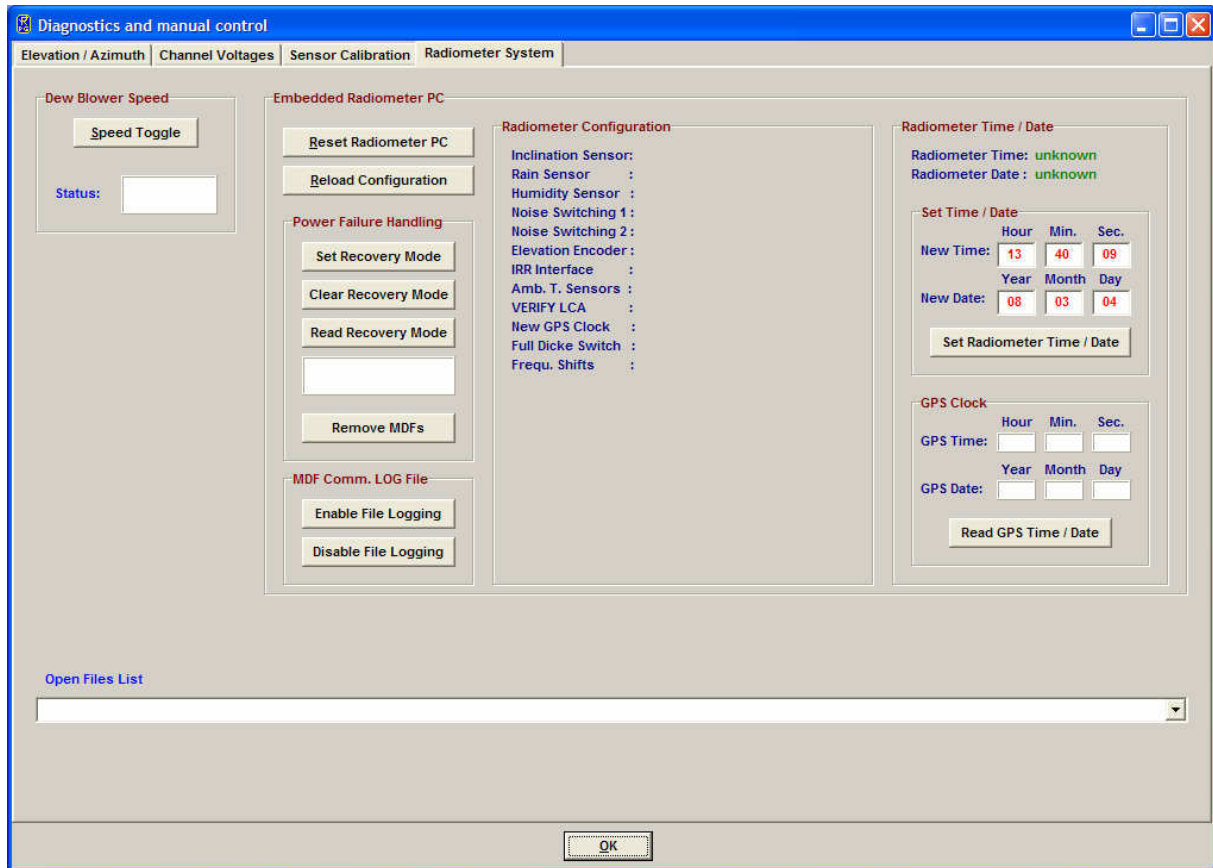 Diagnostics and manual control
Elevation / Azimuth Channel Voltages Sensor Calibration Radiometer System
Dew Blower Speed
Speed Toggle
Status:
Embedded Radiometer PC
Reset Radiometer PC
Reload Configuration
Power Failure Handling
Set Recovery Mode
Clear Recovery Mode
Read Recovery Mode
Remove MDFs
MDF Comm. LOG File
Enable File Logging
Disable File Logging
Radiometer Configuration
Inclination Sensor:
Rain Sensor :
Humidity Sensor :
Noise Switching 1 :
Noise Switching 2 :
Elevation Encoder :
IRR Interface :
Amb. T. Sensors :
VERIFY LCA :
New GPS Clock :
Full Dicke Switch :
Frequ. Shifts :
Radiometer Time / Date
Radiometer Time: unknown
Radiometer Date : unknown
Set Time / Date
Hour Min. Sec.
New Time: 13 40 09
Year Month Day
New Date: 08 03 04
Set Radiometer Time / Date
GPS Clock
Hour Min. Sec.
GPS Time:
Year Month Day
GPS Date:
Read GPS Time / Date
Open Files List
OK